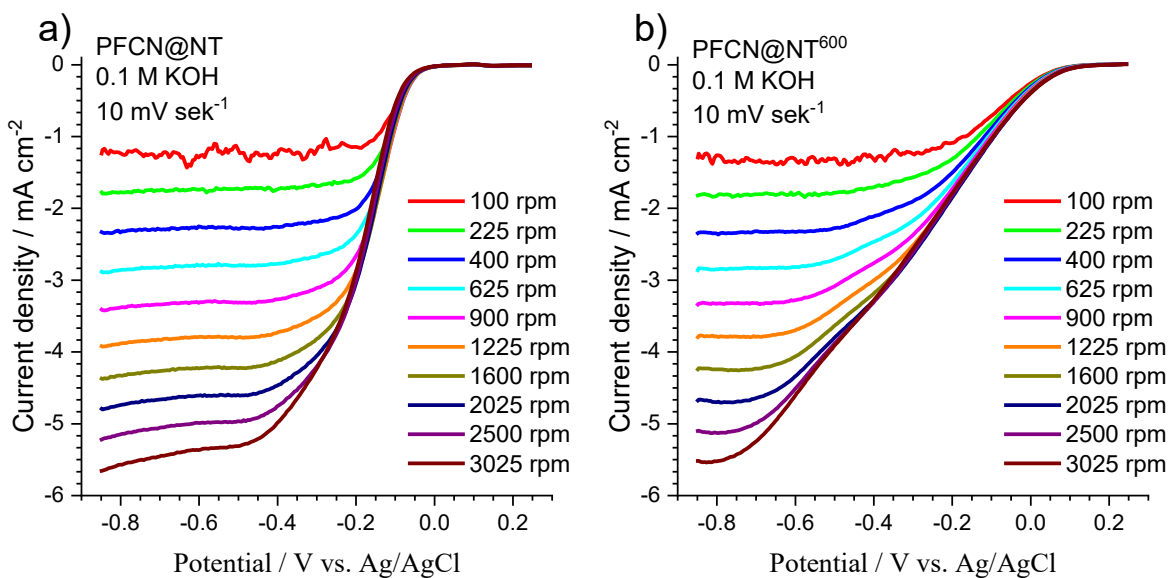 a)
PFCN@NT
0.1 M KOH
10 mV sek⁻¹
0
-1
-2
-3
-4
-5
-6
Current density / mA cm⁻²
100 rpm
225 rpm
400 rpm
625 rpm
900 rpm
1225 rpm
1600 rpm
2025 rpm
2500 rpm
3025 rpm
-0.8 -0.6 -0.4 -0.2 0.0 0.2
Potential / V vs. Ag/AgCl
b)
PFCN@NT⁶⁰⁰
0.1 M KOH
10 mV sek⁻¹
0
-1
-2
-3
-4
-5
-6
Current density / mA cm⁻²
100 rpm
225 rpm
400 rpm
625 rpm
900 rpm
1225 rpm
1600 rpm
2025 rpm
2500 rpm
3025 rpm
-0.8 -0.6 -0.4 -0.2 0.0 0.2
Potential / V vs. Ag/AgCl